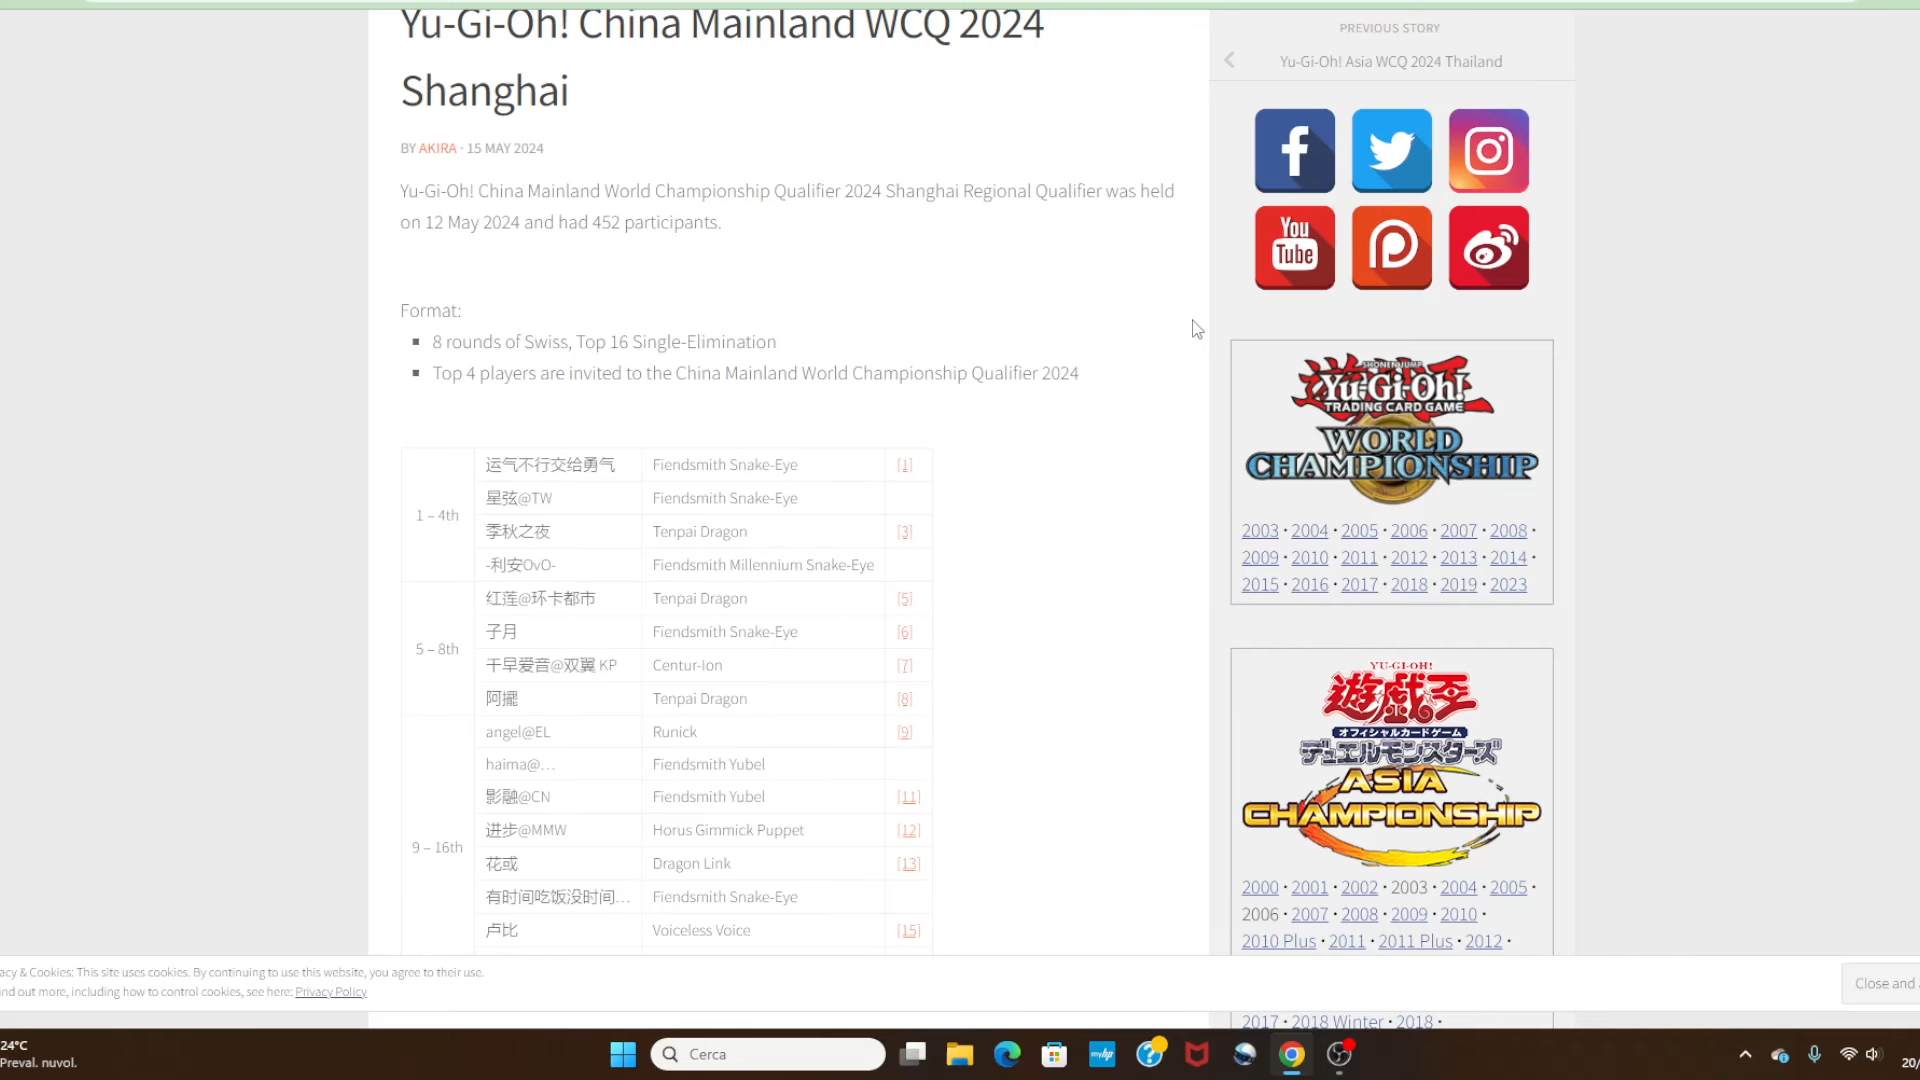 Yu-Gi-Oh! China Mainland WCQ 2024
Shanghai
BY AKIRA · 15 MAY 2024
Yu-Gi-Oh! China Mainland World Championship Qualifier 2024 Shanghai Regional Qualifier was held
on 12 May 2024 and had 452 participants.
Format:
8 rounds of Swiss, Top 16 Single-Elimination
Top 4 players are invited to the China Mainland World Championship Qualifier 2024
1 – 4th
运气不行交给勇气 Fiendsmith Snake-Eye [1]
星弦@TW Fiendsmith Snake-Eye
季秋之夜 Tenpai Dragon [3]
-利安OvO- Fiendsmith Millennium Snake-Eye
5 – 8th
红莲@环卡都市 Tenpai Dragon [5]
子月 Fiendsmith Snake-Eye [6]
千早爱音@双翼 KP Centur-Ion [7]
阿擺 Tenpai Dragon [8]
9 – 16th
angel@EL Runick [9]
haima@… Fiendsmith Yubel
影融@CN Fiendsmith Yubel [11]
进步@MMW Horus Gimmick Puppet [12]
花或 Dragon Link [13]
有时间吃饭没时间… Fiendsmith Snake-Eye
卢比 Voiceless Voice [15]
PREVIOUS STORY
Yu-Gi-Oh! Asia WCQ 2024 Thailand
You
Tube
SHONEN JUMP
Yu-Gi-Oh!
TRADING CARD GAME
WORLD
CHAMPIONSHIP
2003 · 2004 · 2005 · 2006 · 2007 · 2008 ·
2009 · 2010 · 2011 · 2012 · 2013 · 2014 ·
2015 · 2016 · 2017 · 2018 · 2019 · 2023
YU-GI-OH!
遊戯王
オフィシャルカードゲーム
デュエルモンスターズ
ASIA
CHAMPIONSHIP
2000 · 2001 · 2002 · 2003 · 2004 · 2005 ·
2006 · 2007 · 2008 · 2009 · 2010 ·
2010 Plus · 2011 · 2011 Plus · 2012 ·
2017 · 2018 Winter · 2018 ·
acy & Cookies: This site uses cookies. By continuing to use this website, you agree to their use.
nd out more, including how to control cookies, see here: Privacy Policy
Close and
24°C
Preval. nuvol.
Cerca
myhp
20/